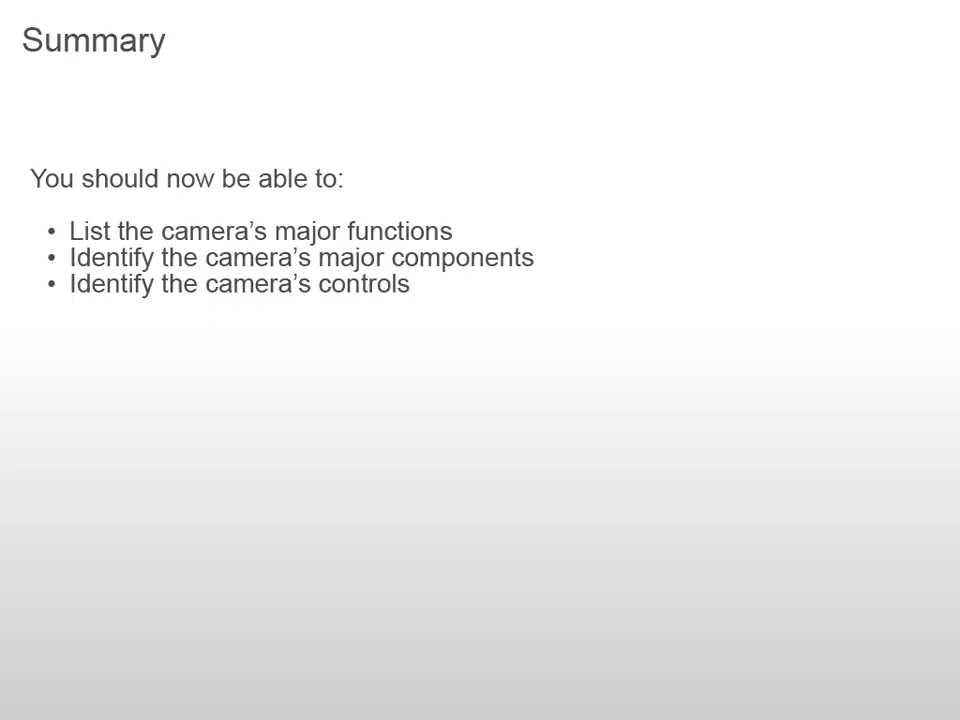 Summary
You should now be able to:
• List the camera’s major functions
• Identify the camera’s major components
• Identify the camera’s controls